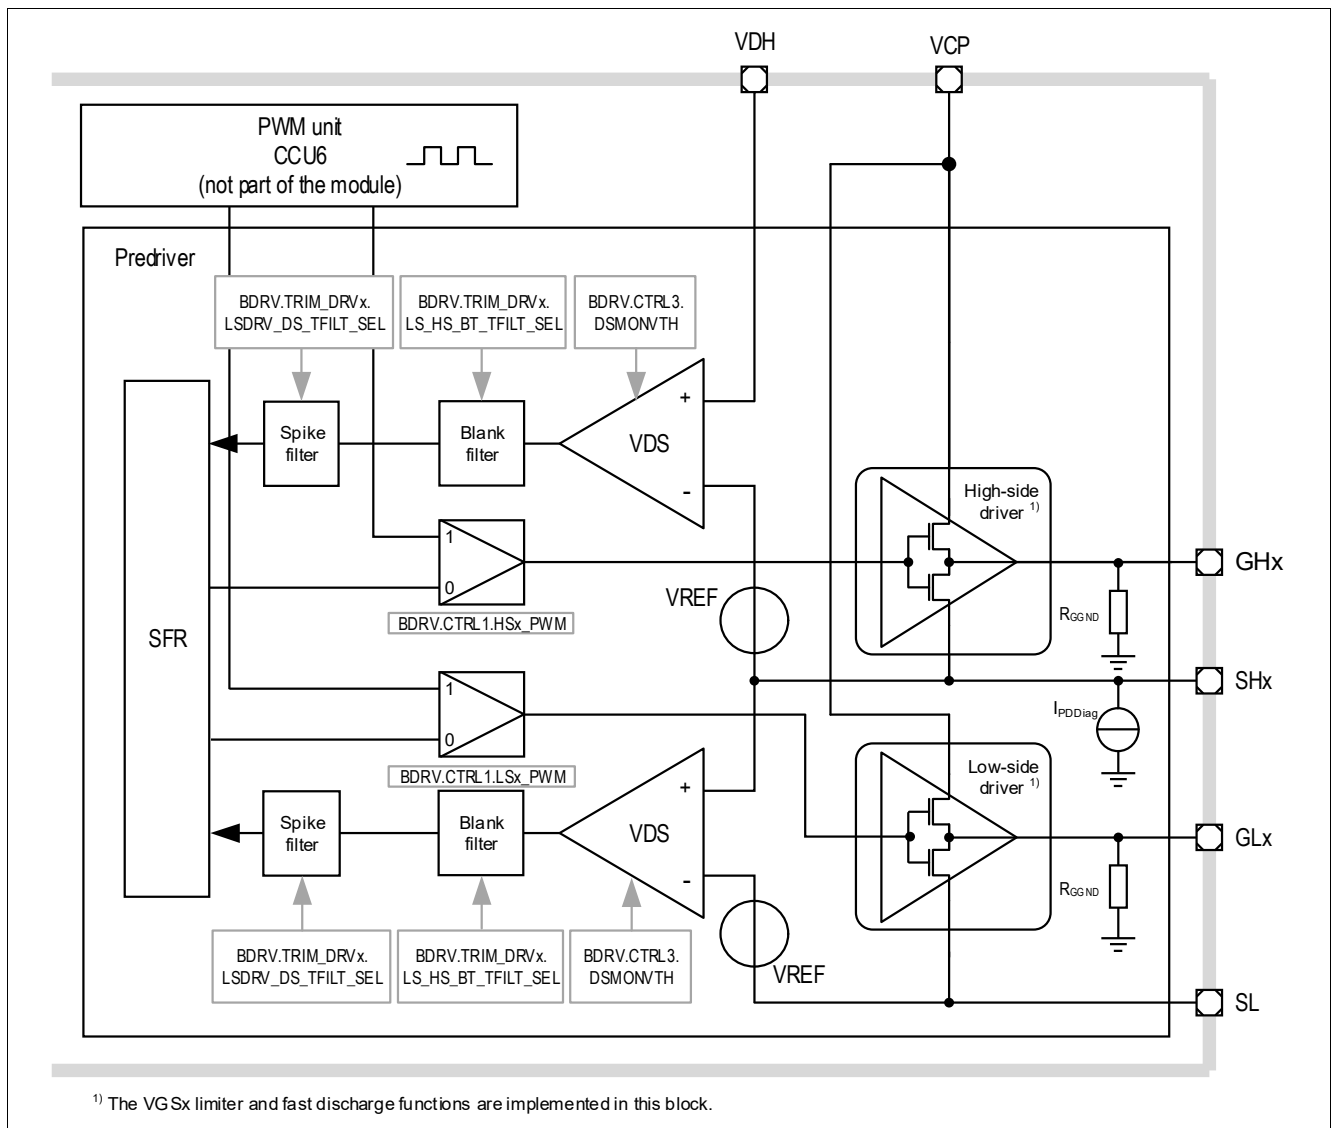 VDH
VCP
PWM unit
CCU6
(not part of the module)
Predriver
BDRV.TRIM_DRVx.
LSDRV_DS_TFILT_SEL
BDRV.TRIM_DRVx.
LS_HS_BT_TFILT_SEL
BDRV.CTRL3.
DSMONVTH
Spike
filter
Blank
filter
VDS
+
-
High-side
driver 1)
1
0
BDRV.CTRL1.HSx_PWM
VREF
RGGND
GHx
SFR
SHx
IPDDiag
1
0
BDRV.CTRL1.LSx_PWM
Low-side
driver 1)
Spike
filter
Blank
filter
VDS
+
-
RGGND
GLx
BDRV.TRIM_DRVx.
LSDRV_DS_TFILT_SEL
BDRV.TRIM_DRVx.
LS_HS_BT_TFILT_SEL
BDRV.CTRL3.
DSMONVTH
VREF
SL
1) The VGSx limiter and fast discharge functions are implemented in this block.